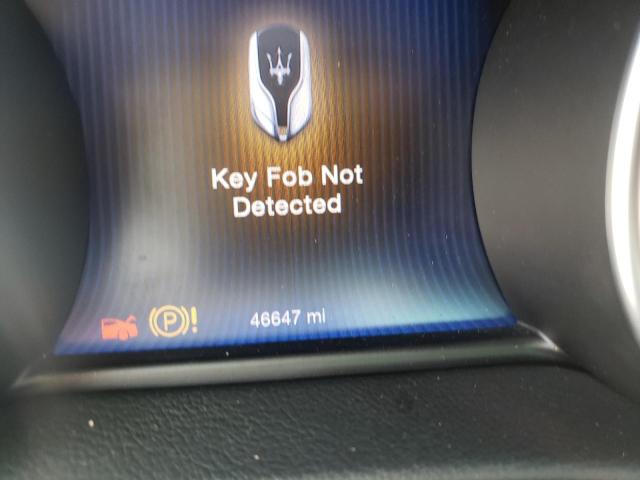 Key Fob Not
Detected
(P)!
46647 mi